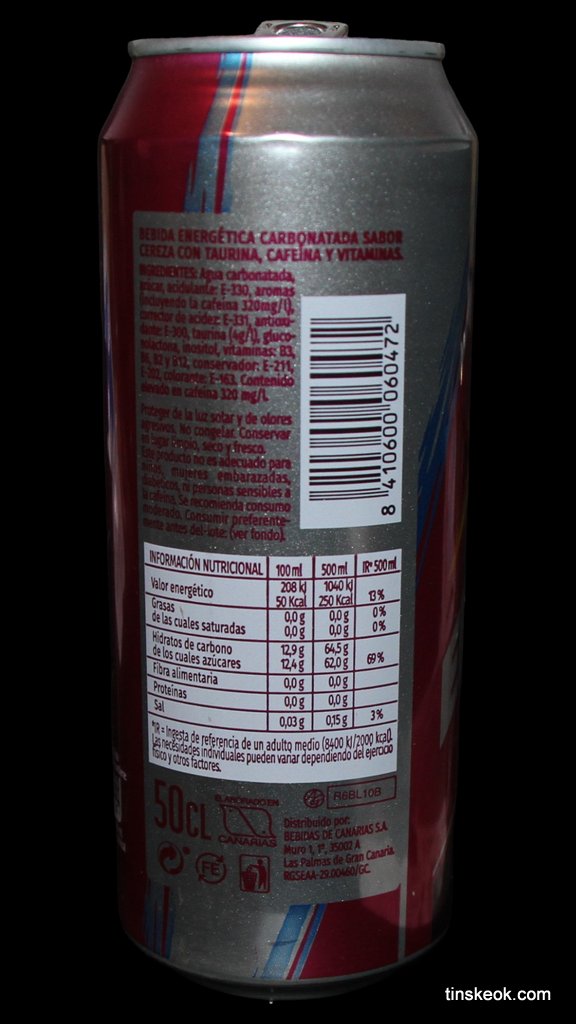 BEBIDA ENERGÉTICA CARBONATADA SABOR
CEREZA CON TAURINA, CAFEÍNA Y VITAMINAS.
INGREDIENTES: Agua carbonatada,
azúcar, acidulante: E-330, aromas
(incluyendo la cafeína 320mg/l),
corrector de acidez: E-331, antioxi-
dante: E-300, taurina (4g/l), gluco-
nolactona, inositol, vitaminas: B3,
B6, B2 y B12, conservador: E-211,
E-202, colorante: E-163. Contenido
elevado en cafeína 320 mg/l.
Proteger de la luz solar y de olores
agresivos. No congelar. Conservar
en lugar limpio, seco y fresco.
Este producto no es adecuado para
niños, mujeres embarazadas,
diabéticos, ni personas sensibles a
la cafeína. Se recomienda consumo
moderado. Consumir preferente-
mente antes del-lote: (ver fondo).
8 410600 060472
INFORMACIÓN NUTRICIONAL 100 ml 500 ml IR* 500 ml
Valor energético 208 kJ 1040 kJ 13 %
50 Kcal 250 Kcal
Grasas 0,0 g 0,0 g 0 %
de las cuales saturadas 0,0 g 0,0 g 0 %
Hidratos de carbono 12,9 g 64,5 g
de los cuales azúcares 12,4 g 62,0 g 69 %
Fibra alimentaria 0,0 g 0,0 g
Proteínas 0,0 g 0,0 g
Sal 0,03 g 0,15 g 3 %
*IR = Ingesta de referencia de un adulto medio (8400 kJ/2000 kcal).
Las necesidades individuales pueden variar dependiendo del ejercicio
físico y otros factores.
50CL
ELABORADO EN
CANARIAS
R6BL10B
FE
Distribuido por:
BEBIDAS DE CANARIAS S.A.
Muro 1, 1º, 35002 A
Las Palmas de Gran Canaria.
RGSEAA-29.00460/GC
tinskeok.com